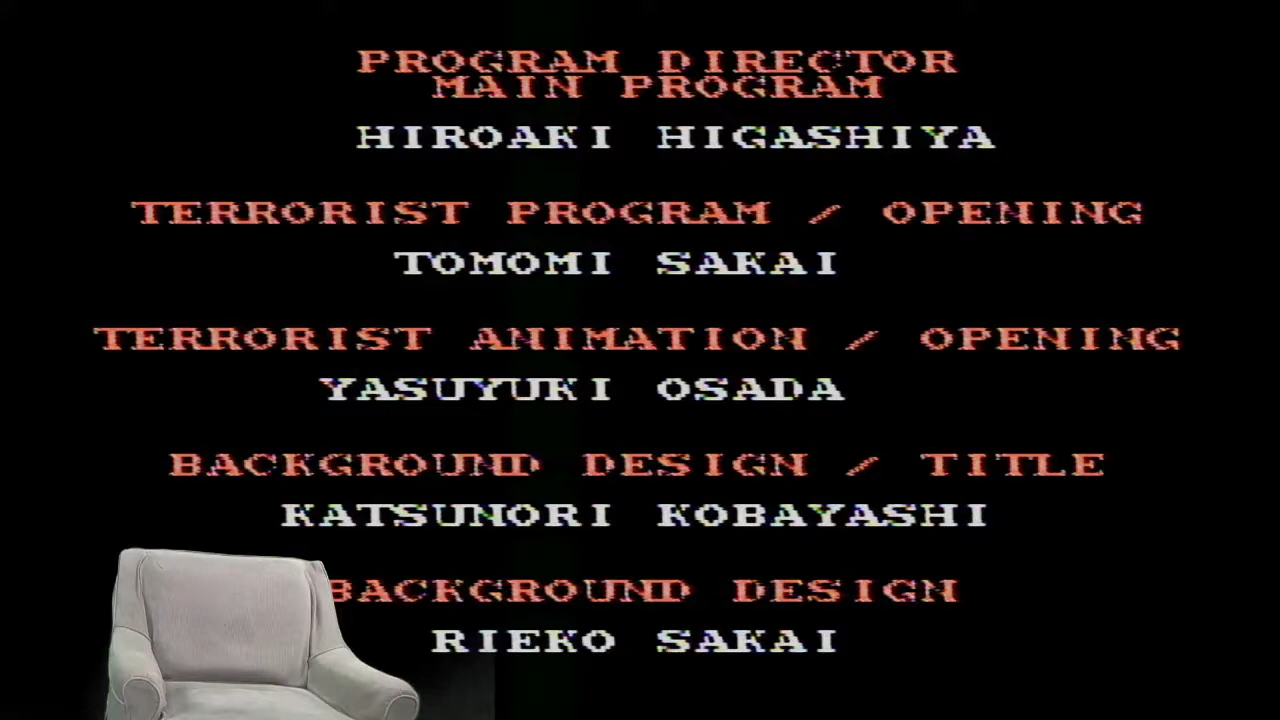 PROGRAM DIRECTOR
MAIN PROGRAM
HIROAKI HIGASHIYA
TERRORIST PROGRAM / OPENING
TOMOMI SAKAI
TERRORIST ANIMATION / OPENING
YASUYUKI OSADA
BACKGROUND DESIGN / TITLE
KATSUNORI KOBAYASHI
BACKGROUND DESIGN
RIEKO SAKAI